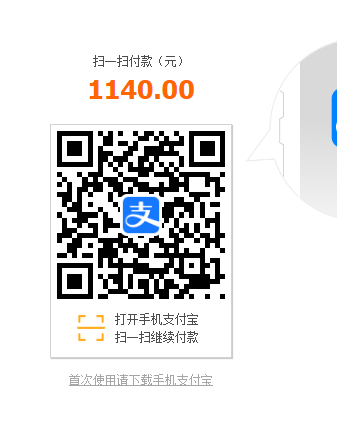 扫一扫付款（元）
1140.00
支
打开手机支付宝
扫一扫继续付款
首次使用请下载手机支付宝